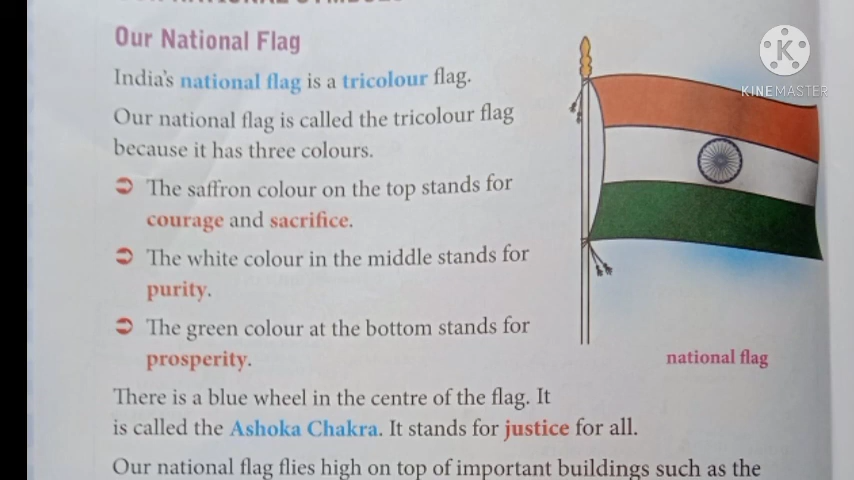 Our National Flag
India's national flag is a tricolour flag.
Our national flag is called the tricolour flag
because it has three colours.
The saffron colour on the top stands for
courage and sacrifice.
The white colour in the middle stands for
purity.
The green colour at the bottom stands for
prosperity.
There is a blue wheel in the centre of the flag. It
is called the Ashoka Chakra. It stands for justice for all.
Our national flag flies high on top of important buildings such as the
national flag
K
KINEMASTER